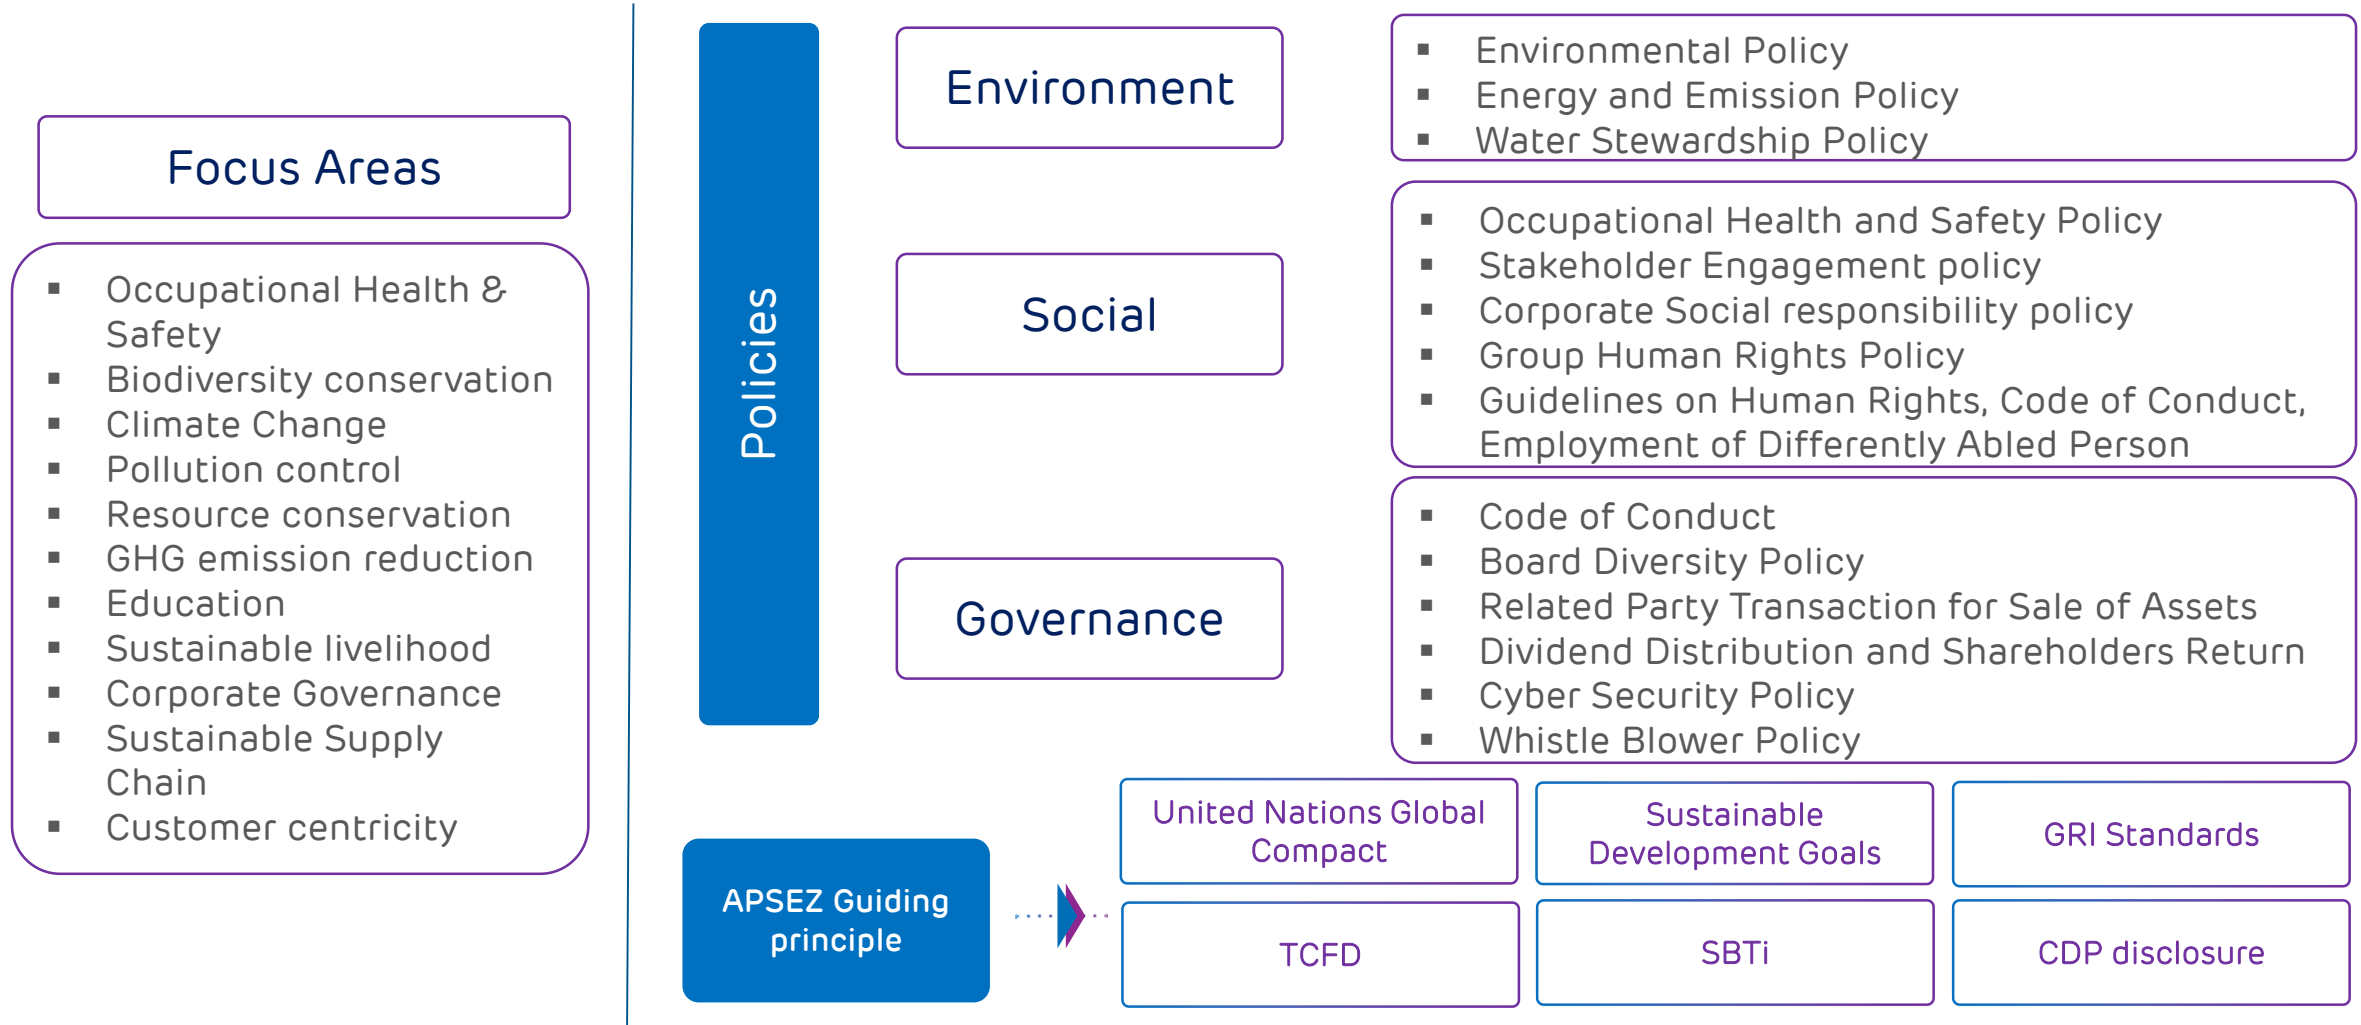 Focus Areas
Occupational Health &
Safety
Biodiversity conservation
Climate Change
Pollution control
Resource conservation
GHG emission reduction
Education
Sustainable livelihood
Corporate Governance
Sustainable Supply
Chain
Customer centricity
Policies
Environment
Environmental Policy
Energy and Emission Policy
Water Stewardship Policy
Social
Occupational Health and Safety Policy
Stakeholder Engagement policy
Corporate Social responsibility policy
Group Human Rights Policy
Guidelines on Human Rights, Code of Conduct,
Employment of Differently Abled Person
Governance
Code of Conduct
Board Diversity Policy
Related Party Transaction for Sale of Assets
Dividend Distribution and Shareholders Return
Cyber Security Policy
Whistle Blower Policy
APSEZ Guiding
principle
United Nations Global
Compact
Sustainable
Development Goals
GRI Standards
TCFD
SBTi
CDP disclosure